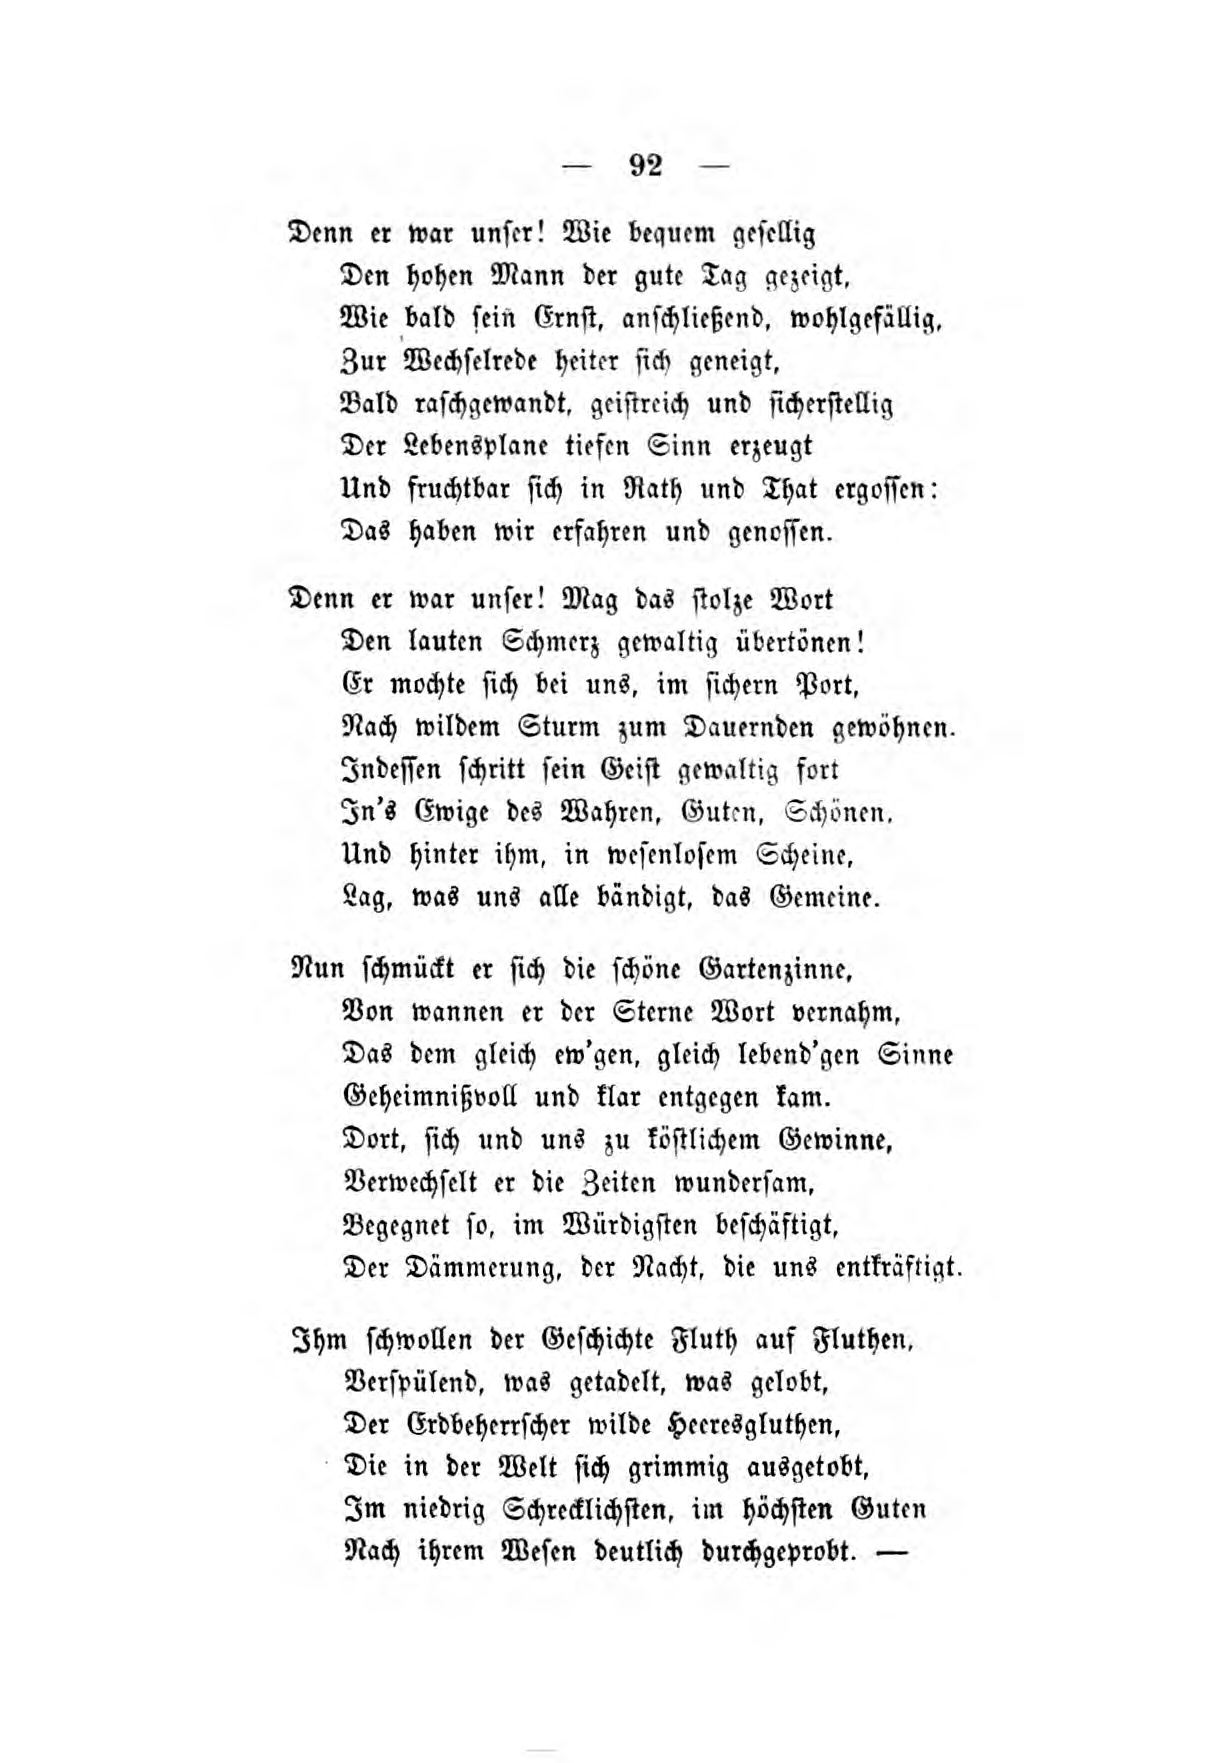 — 92 —
Denn er war unſer! Wie bequem geſellig
Den hohen Mann der gute Tag gezeigt,
Wie bald ſein Ernſt, anſchließend, wohlgefällig,
Zur Wechſelrede heiter ſich geneigt,
Bald raſchgewandt, geiſtreich und ſicherſtellig
Der Lebensplane tiefen Sinn erzeugt
Und fruchtbar ſich in Rath und That ergoſſen:
Das haben wir erfahren und genoſſen.
Denn er war unſer! Mag das ſtolze Wort
Den lauten Schmerz gewaltig übertönen!
Er mochte ſich bei uns, im ſichern Port,
Nach wildem Sturm zum Dauernden gewöhnen.
Indeſſen ſchritt ſein Geiſt gewaltig fort
In's Ewige des Wahren, Guten, Schönen,
Und hinter ihm, in weſenloſem Scheine,
Lag, was uns alle bändigt, das Gemeine.
Nun ſchmückt er ſich die ſchöne Gartenzinne,
Von wannen er der Sterne Wort vernahm,
Das dem gleich ew'gen, gleich lebend'gen Sinne
Geheimnißvoll und klar entgegen kam.
Dort, ſich und uns zu köſtlichem Gewinne,
Verwechſelt er die Zeiten wunderſam,
Begegnet ſo, im Würdigſten beſchäftigt,
Der Dämmerung, der Nacht, die uns entkräftigt.
Ihm ſchwollen der Geſchichte Fluth auf Fluthen,
Verſpülend, was getadelt, was gelobt,
Der Erdbeherrſcher wilde Heeresgluthen,
Die in der Welt ſich grimmig ausgetobt,
Im niedrig Schrecklichſten, im höchſten Guten
Nach ihrem Weſen deutlich durchgeprobt. —